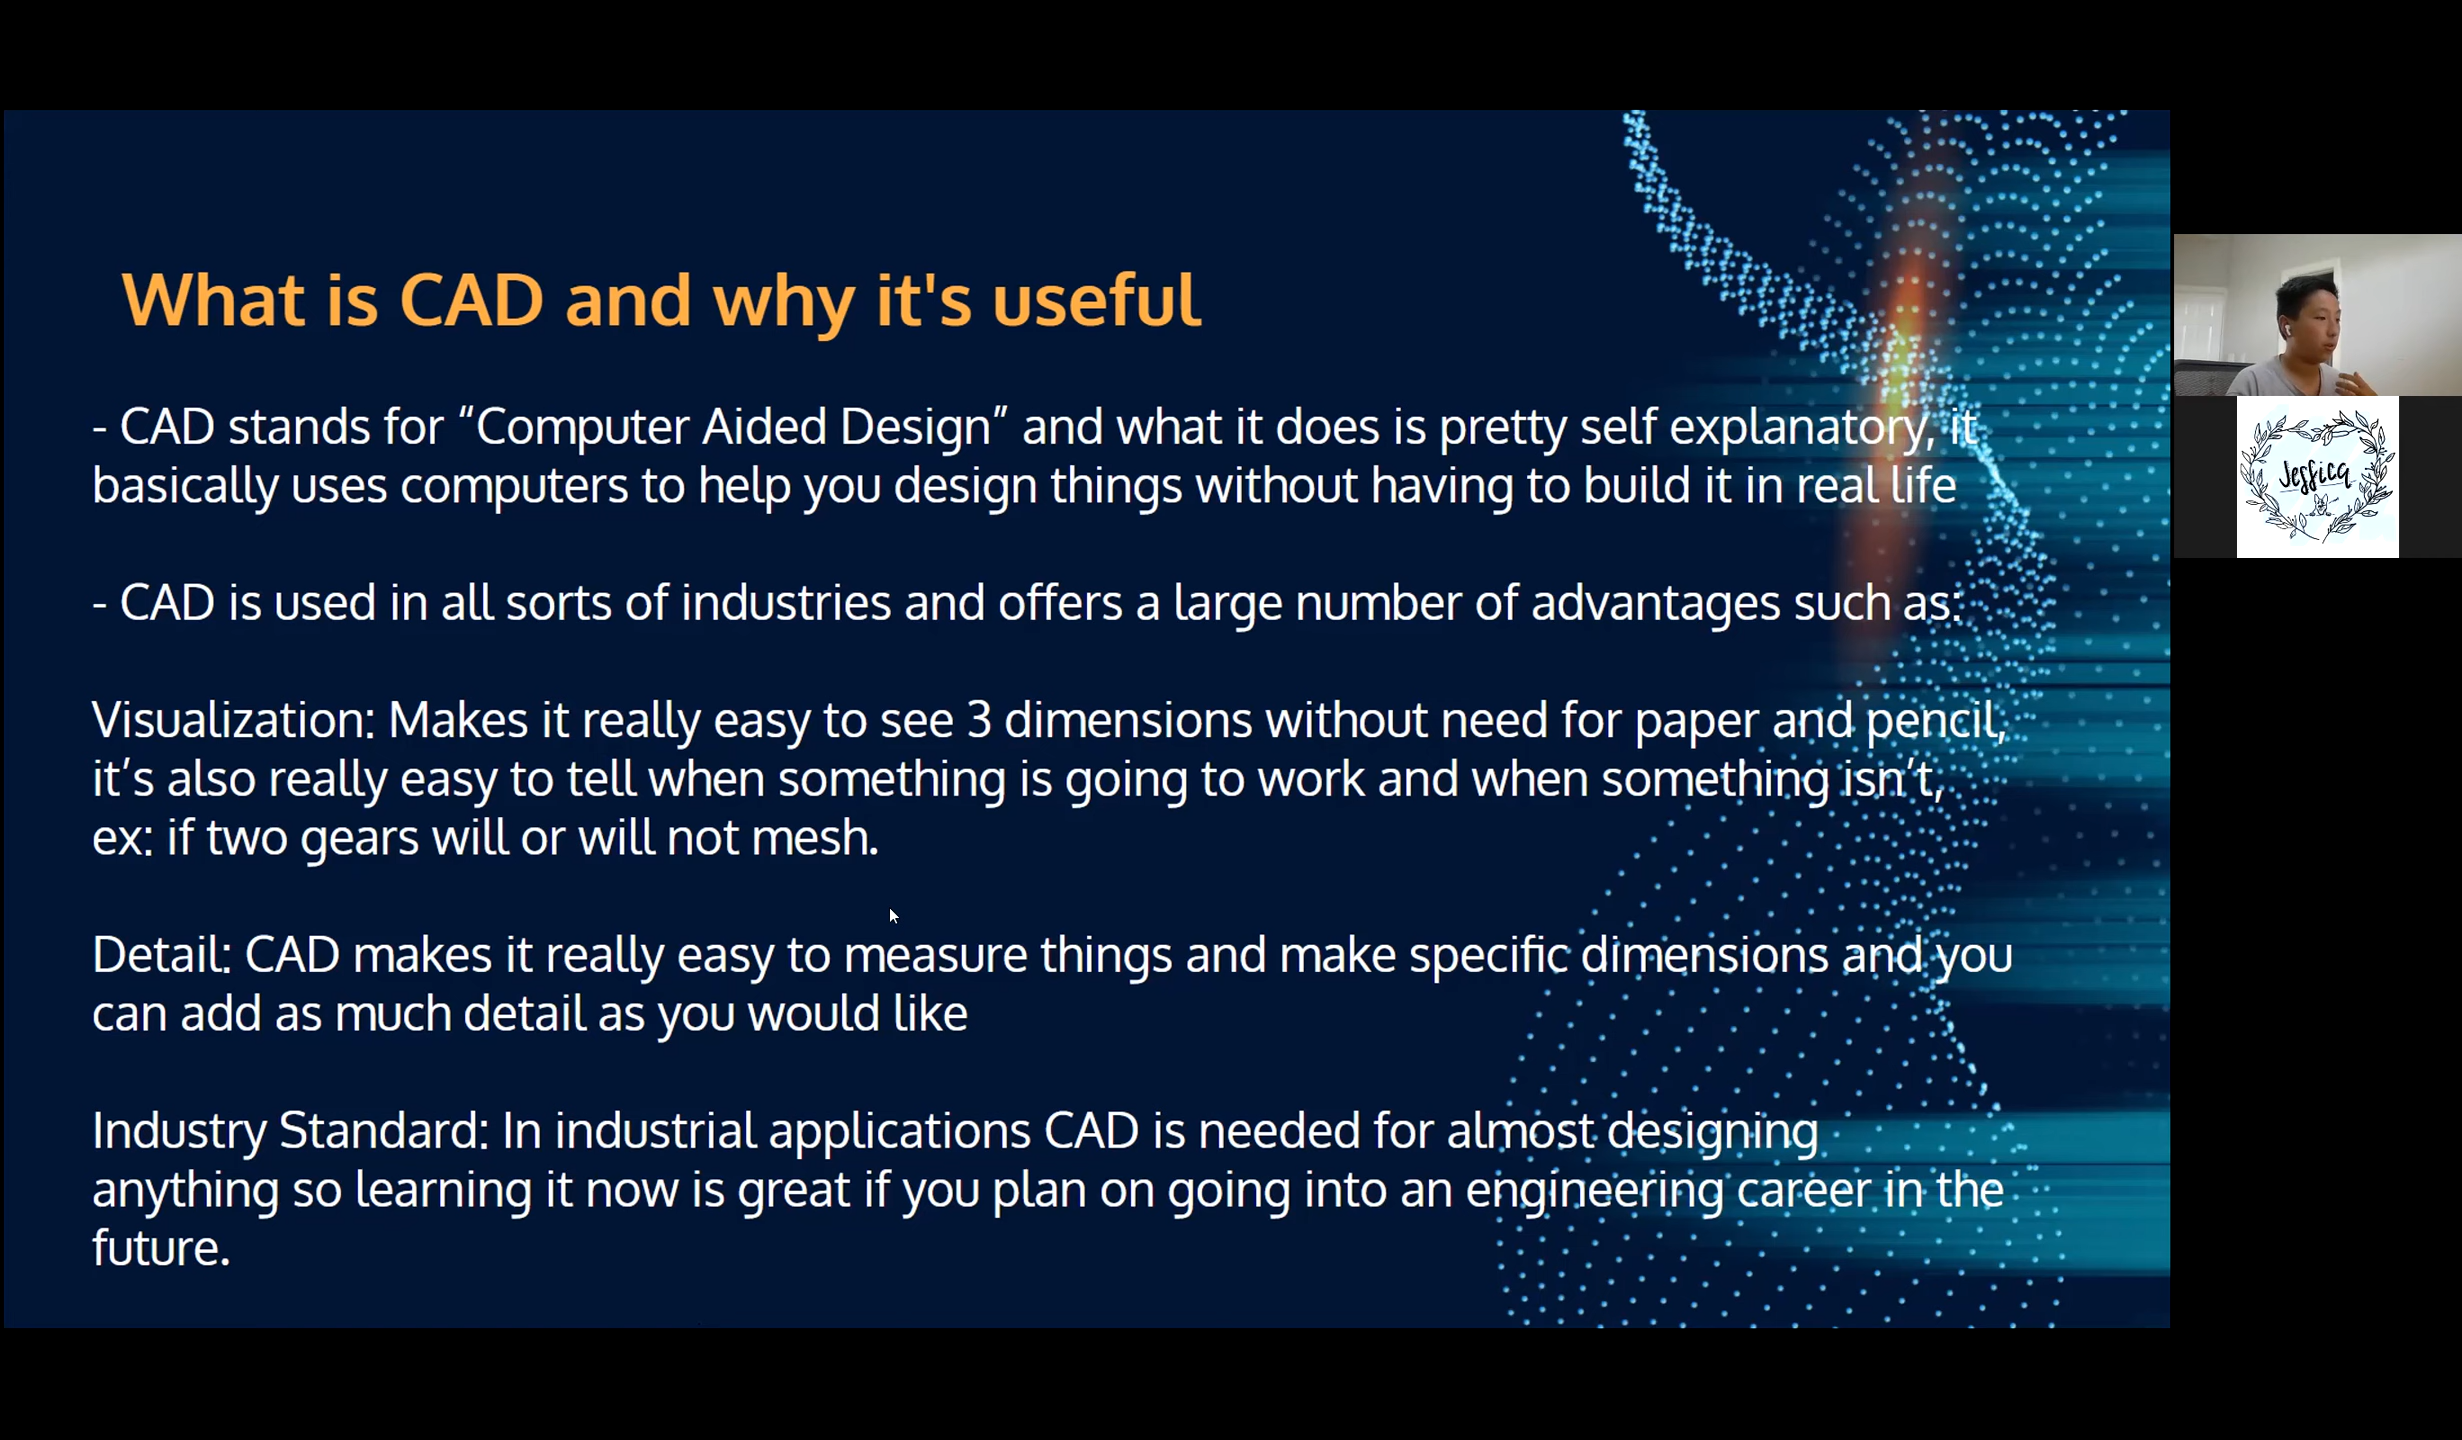 What is CAD and why it's useful
- CAD stands for “Computer Aided Design” and what it does is pretty self explanatory, it
basically uses computers to help you design things without having to build it in real life
- CAD is used in all sorts of industries and offers a large number of advantages such as:
Visualization: Makes it really easy to see 3 dimensions without need for paper and pencil,
it’s also really easy to tell when something is going to work and when something isn’t,
ex: if two gears will or will not mesh.
Detail: CAD makes it really easy to measure things and make specific dimensions and you
can add as much detail as you would like
Industry Standard: In industrial applications CAD is needed for almost designing
anything so learning it now is great if you plan on going into an engineering career in the
future.
Jessica